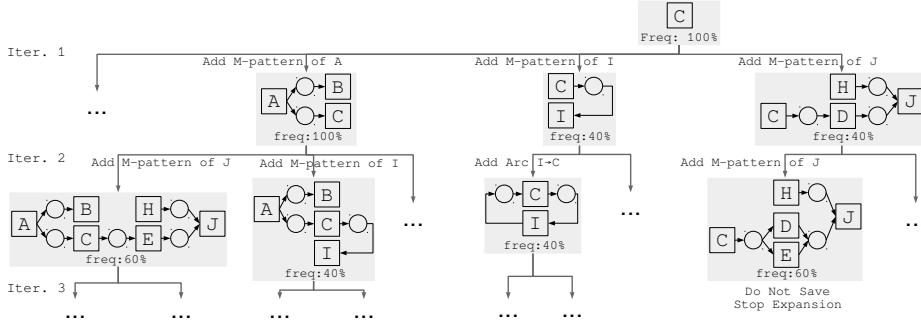 C
Freq: 100%
Iter. 1
Add M-pattern of A
Add M-pattern of I
Add M-pattern of J
...
A B C
freq:100%
C I
freq:40%
H J C D
freq:40%
Iter. 2
Add M-pattern of J
Add M-pattern of I
...
Add Arc I→C
...
Add M-pattern of J
...
A B H J C E
freq:60%
A B C I
freq:40%
C I
freq:40%
H D J C E
freq:60%
Iter. 3
Do Not Save
Stop Expansion
... ... ... ... ... ...